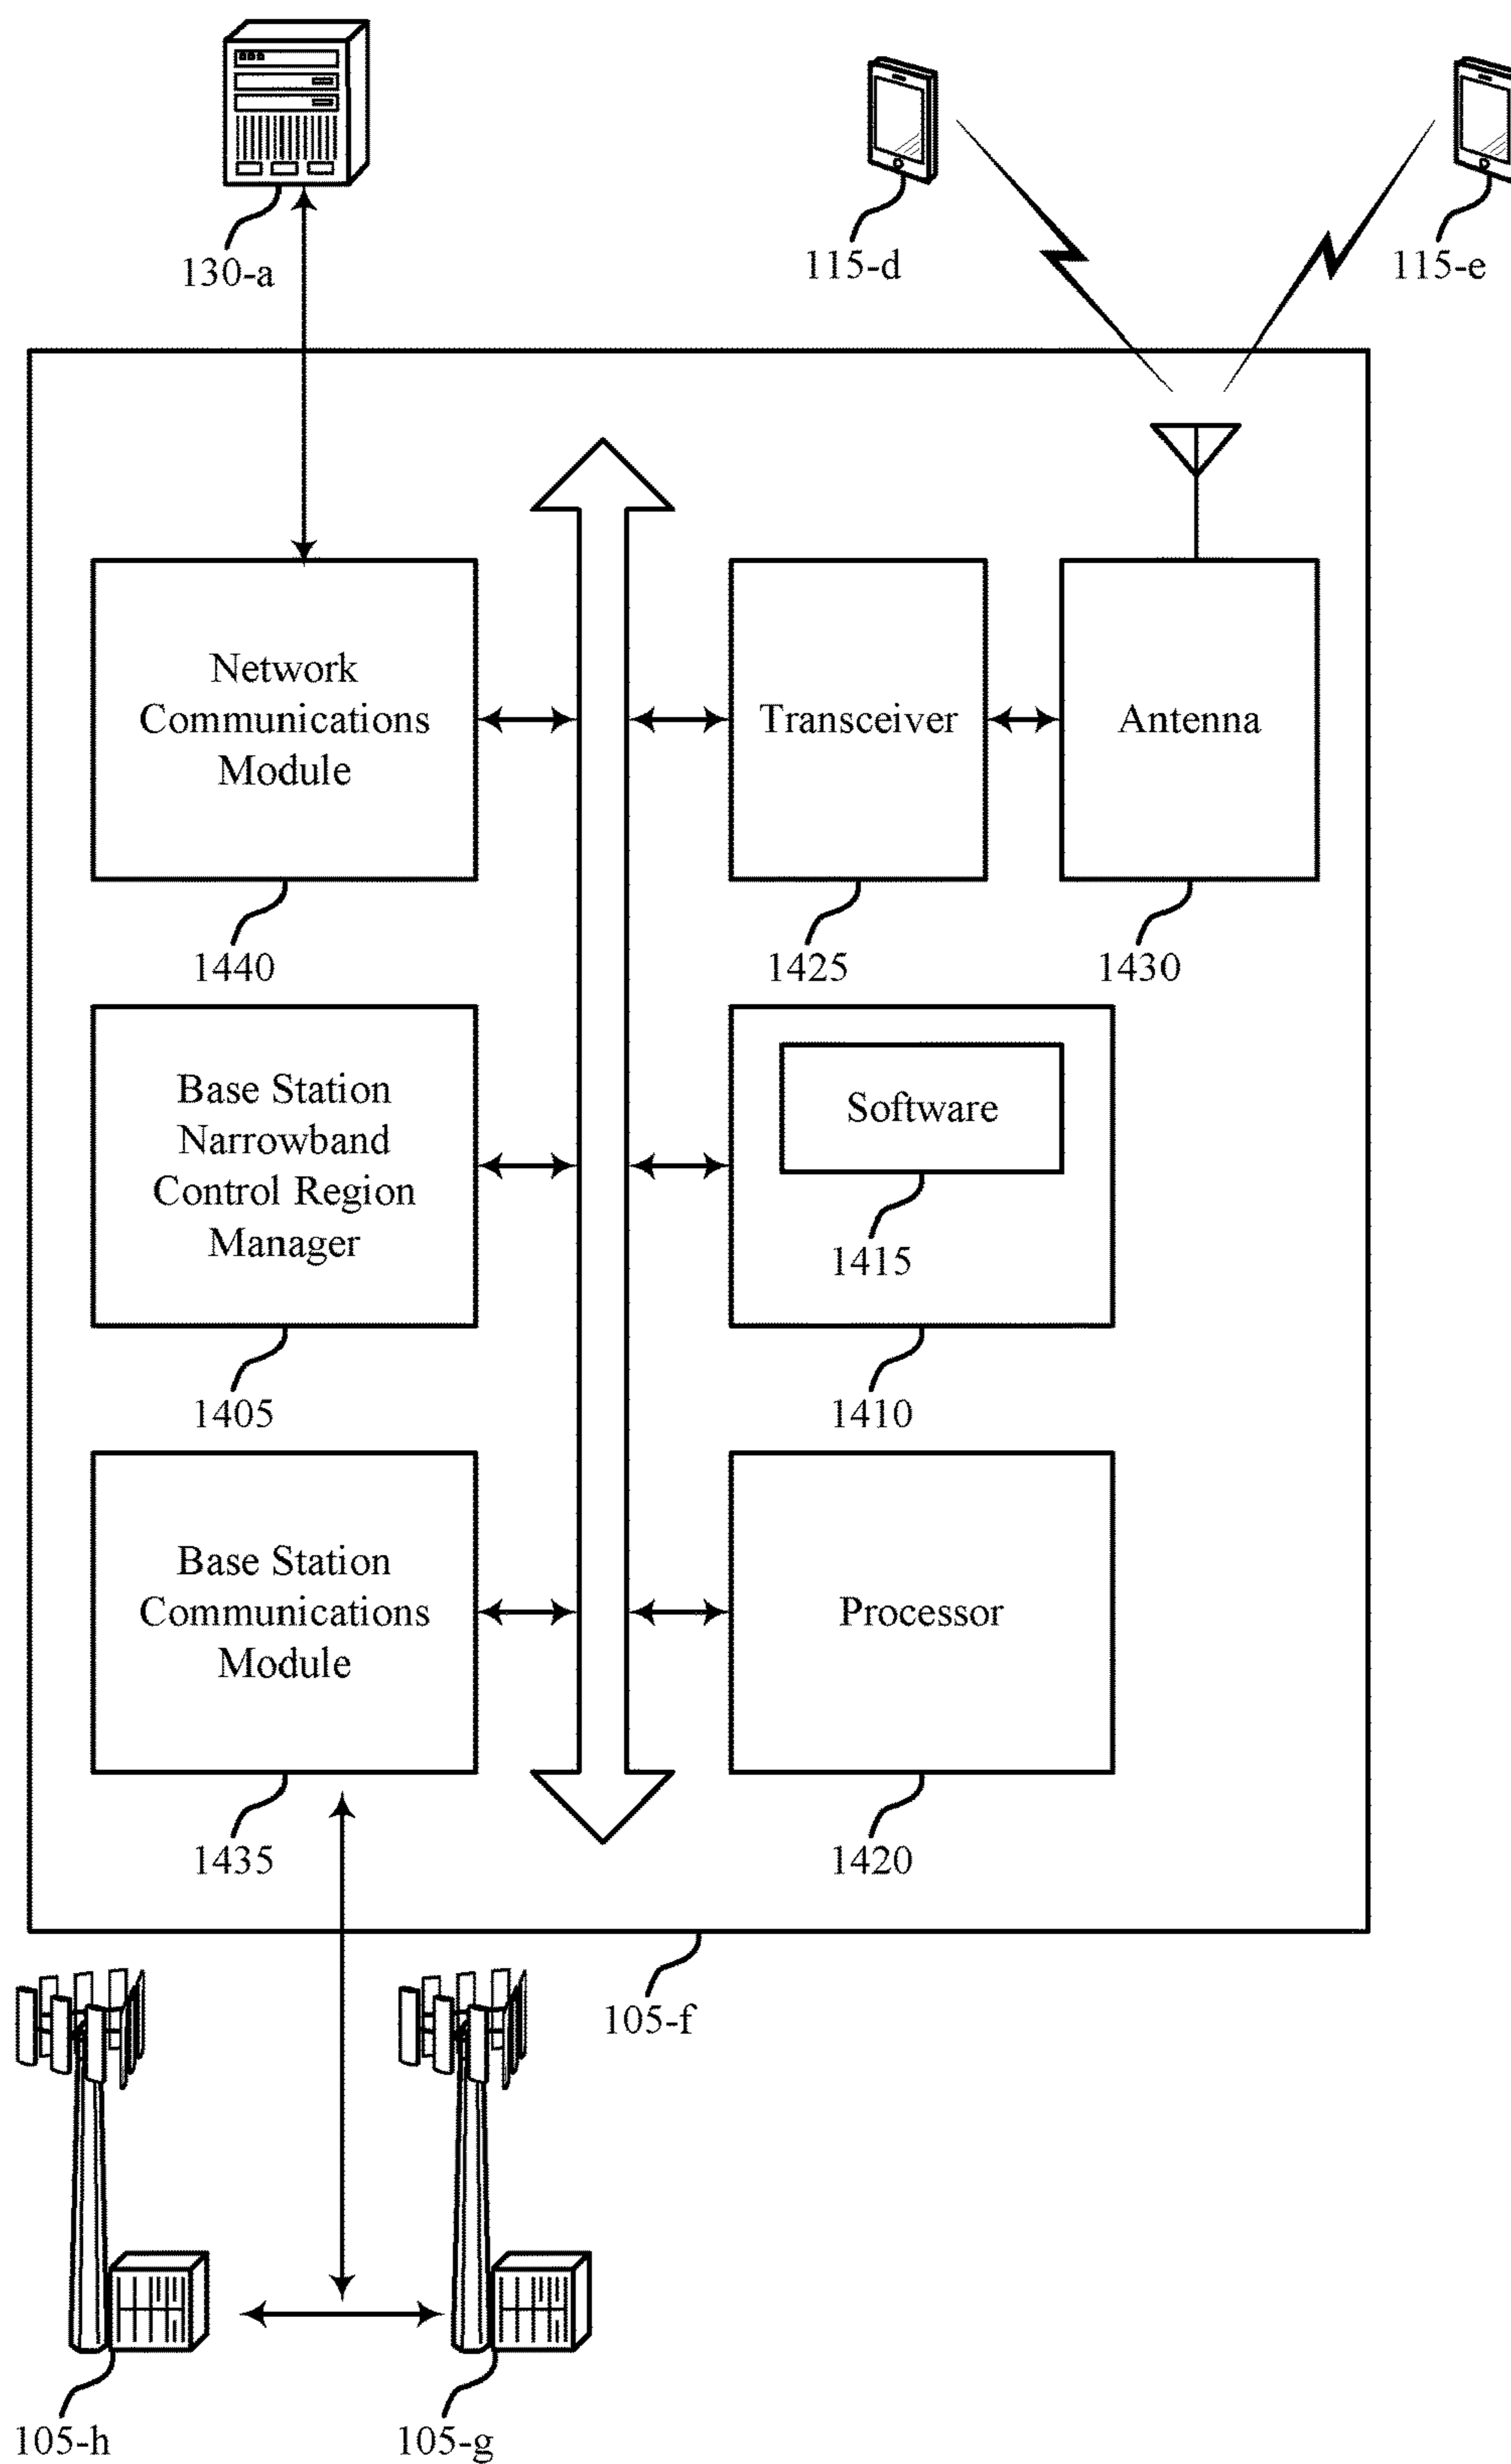 130-a
115-d
115-e
Network
Communications
Module
1440
Transceiver
1425
Antenna
1430
Base Station
Narrowband
Control Region
Manager
1405
Software
1415
1410
Base Station
Communications
Module
1435
Processor
1420
105-f
105-h
105-g